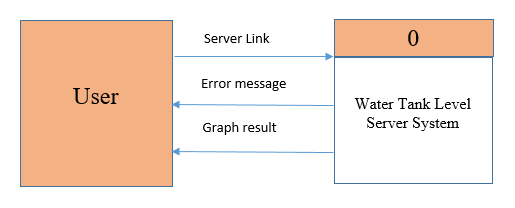 Server Link
0
Error message
User
Water Tank Level
Server System
Graph result